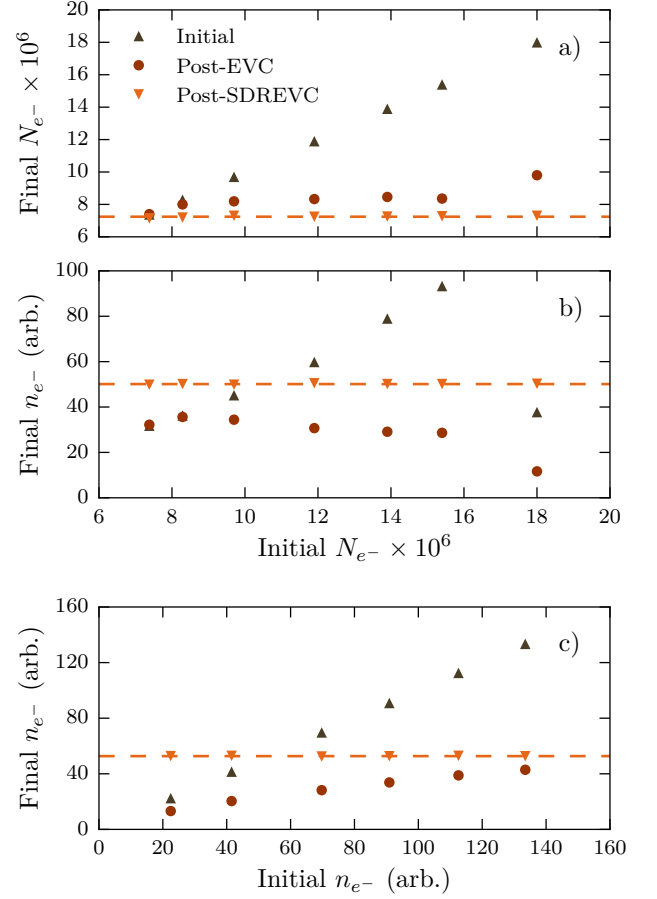 20
18
16
14
12
10
8
6
Final $N_{e^-} \times 10^6$
Initial
Post-EVC
Post-SDREVC
a)
100
80
60
40
20
0
Final $n_{e^-}$ (arb.)
b)
6 8 10 12 14 16 18 20
Initial $N_{e^-} \times 10^6$
160
120
80
40
0
Final $n_{e^-}$ (arb.)
c)
0 20 40 60 80 100 120 140 160
Initial $n_{e^-}$ (arb.)